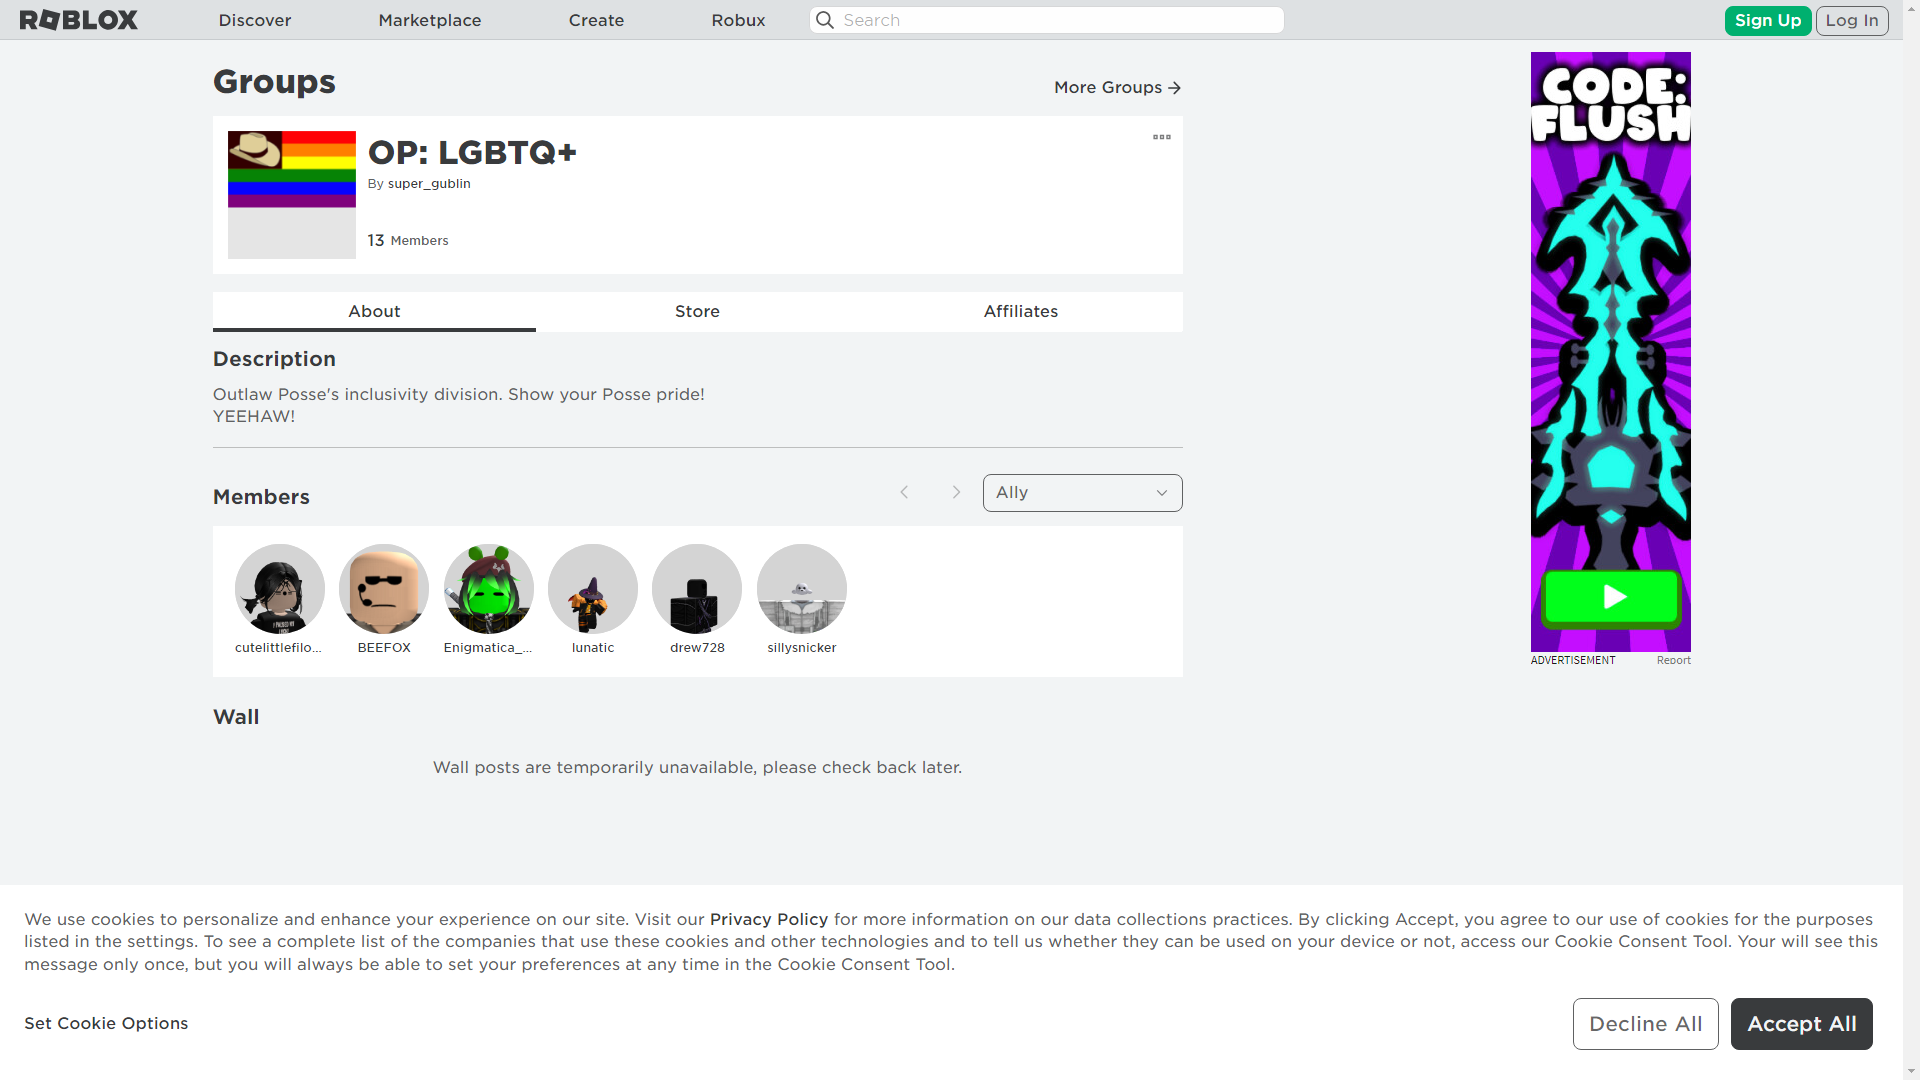 ROBLOX
Discover
Marketplace
Create
Robux
Search
Sign Up
Log In
Groups
More Groups
OP: LGBTQ+
By super_gublin
13 Members
About
Store
Affiliates
Description
Outlaw Posse's inclusivity division. Show your Posse pride!
YEEHAW!
Members
Ally
cutelittlefilo...
BEEFOX
Enigmatica_...
lunatic
drew728
sillysnicker
Wall
Wall posts are temporarily unavailable, please check back later.
CODE:
FLUSH
ADVERTISEMENT
Report
We use cookies to personalize and enhance your experience on our site. Visit our Privacy Policy for more information on our data collections practices. By clicking Accept, you agree to our use of cookies for the purposes
listed in the settings. To see a complete list of the companies that use these cookies and other technologies and to tell us whether they can be used on your device or not, access our Cookie Consent Tool. Your will see this
message only once, but you will always be able to set your preferences at any time in the Cookie Consent Tool.
Set Cookie Options
Decline All
Accept All